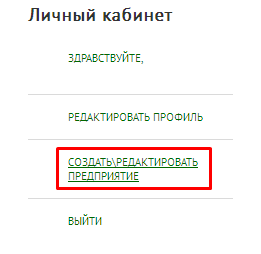 Личный кабинет
ЗДРАВСТВУЙТЕ,
РЕДАКТИРОВАТЬ ПРОФИЛЬ
СОЗДАТЬ\РЕДАКТИРОВАТЬ
ПРЕДПРИЯТИЕ
ВЫЙТИ